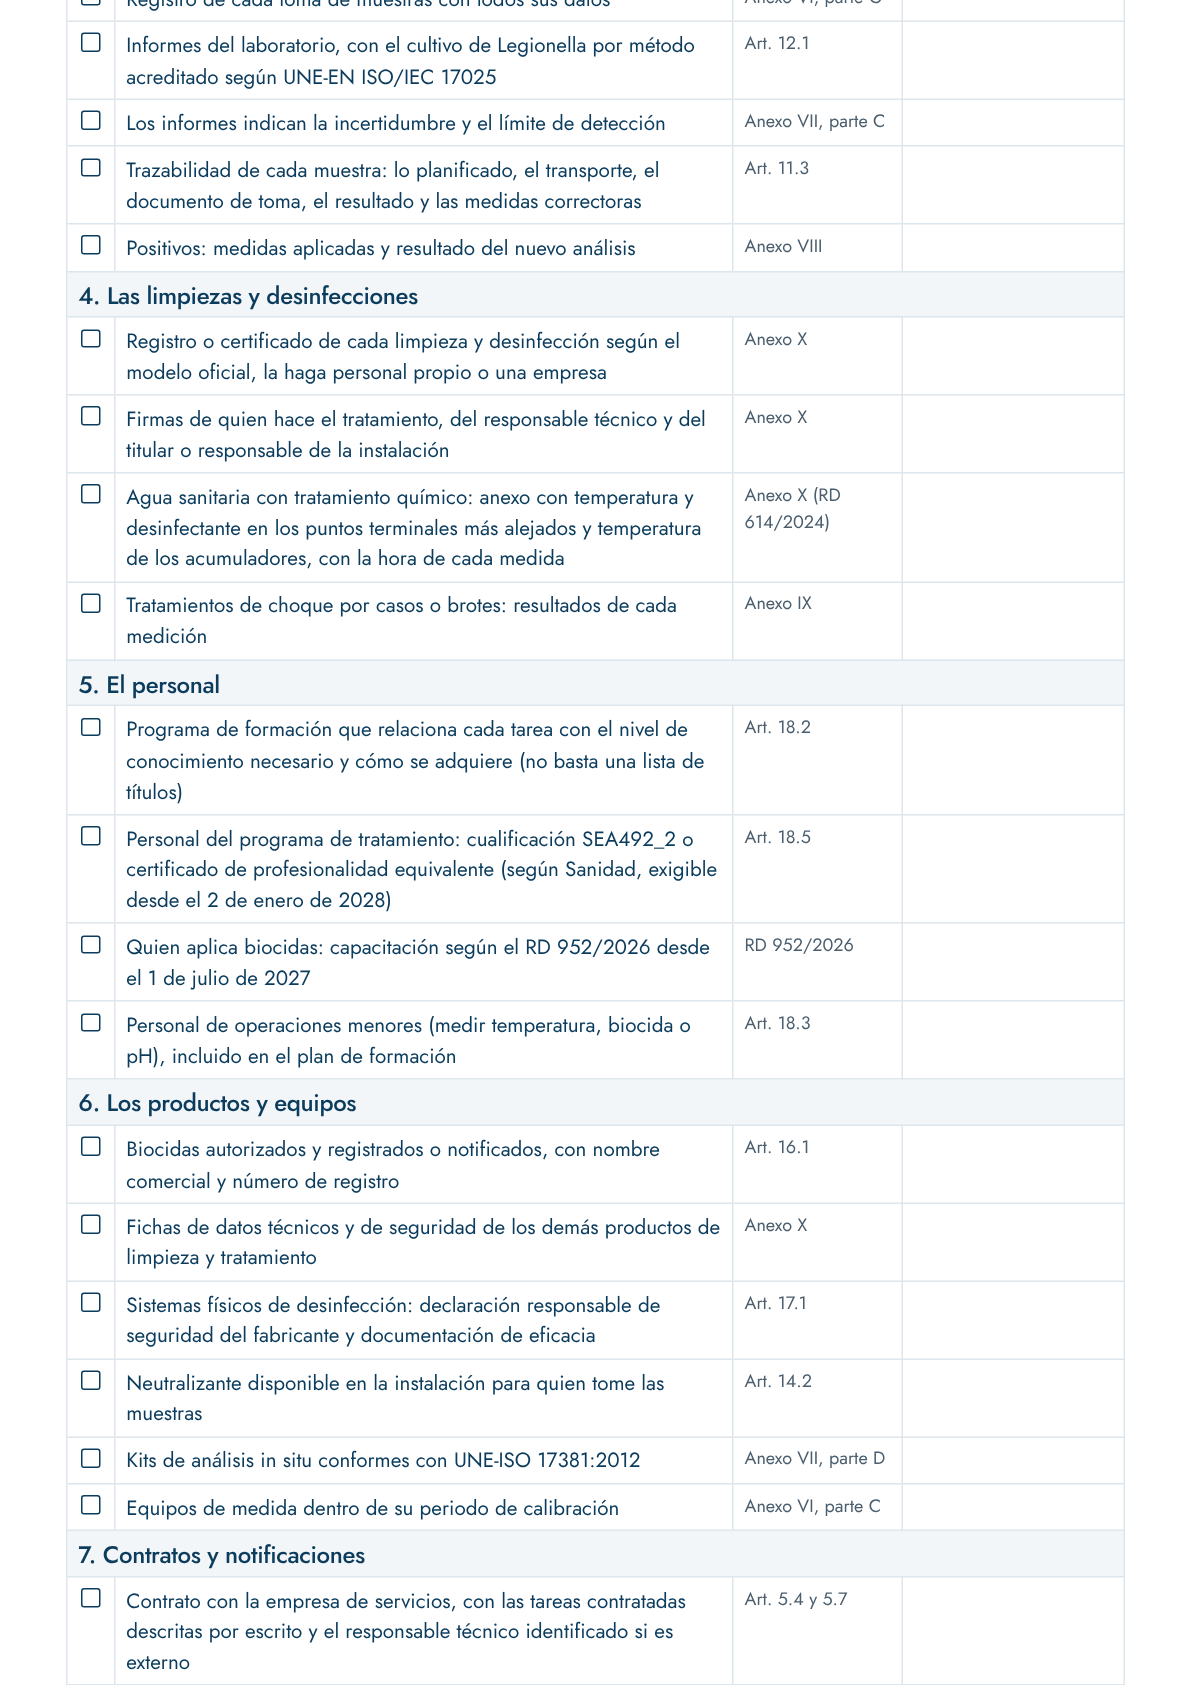 Registro de cada toma de muestras con todos sus datos
Anexo VI, parte C
Informes del laboratorio, con el cultivo de Legionella por método
acreditado según UNE-EN ISO/IEC 17025
Art. 12.1
Los informes indican la incertidumbre y el límite de detección
Anexo VII, parte C
Trazabilidad de cada muestra: lo planificado, el transporte, el
documento de toma, el resultado y las medidas correctoras
Art. 11.3
Positivos: medidas aplicadas y resultado del nuevo análisis
Anexo VIII
4. Las limpiezas y desinfecciones
Registro o certificado de cada limpieza y desinfección según el
modelo oficial, la haga personal propio o una empresa
Anexo X
Firmas de quien hace el tratamiento, del responsable técnico y del
titular o responsable de la instalación
Anexo X
Agua sanitaria con tratamiento químico: anexo con temperatura y
desinfectante en los puntos terminales más alejados y temperatura
de los acumuladores, con la hora de cada medida
Anexo X (RD
614/2024)
Tratamientos de choque por casos o brotes: resultados de cada
medición
Anexo IX
5. El personal
Programa de formación que relaciona cada tarea con el nivel de
conocimiento necesario y cómo se adquiere (no basta una lista de
títulos)
Art. 18.2
Personal del programa de tratamiento: cualificación SEA492_2 o
certificado de profesionalidad equivalente (según Sanidad, exigible
desde el 2 de enero de 2028)
Art. 18.5
Quien aplica biocidas: capacitación según el RD 952/2026 desde
el 1 de julio de 2027
RD 952/2026
Personal de operaciones menores (medir temperatura, biocida o
pH), incluido en el plan de formación
Art. 18.3
6. Los productos y equipos
Biocidas autorizados y registrados o notificados, con nombre
comercial y número de registro
Art. 16.1
Fichas de datos técnicos y de seguridad de los demás productos de
limpieza y tratamiento
Anexo X
Sistemas físicos de desinfección: declaración responsable de
seguridad del fabricante y documentación de eficacia
Art. 17.1
Neutralizante disponible en la instalación para quien tome las
muestras
Art. 14.2
Kits de análisis in situ conformes con UNE-ISO 17381:2012
Anexo VII, parte D
Equipos de medida dentro de su periodo de calibración
Anexo VI, parte C
7. Contratos y notificaciones
Contrato con la empresa de servicios, con las tareas contratadas
descritas por escrito y el responsable técnico identificado si es
externo
Art. 5.4 y 5.7